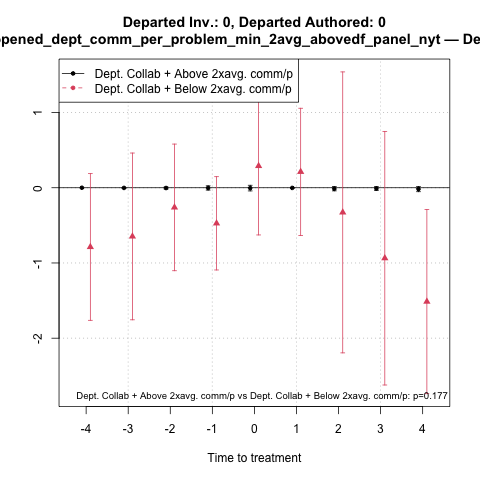 Departed Inv.: 0, Departed Authored: 0
opened_dept_comm_per_problem_min_2avg_abovedf_panel_nyt — De
Dept. Collab + Above 2xavg. comm/p
Dept. Collab + Below 2xavg. comm/p
1
0
-1
-2
Dept. Collab + Above 2xavg. comm/p vs Dept. Collab + Below 2xavg. comm/p: p=0.177
-4 -3 -2 -1 0 1 2 3 4
Time to treatment